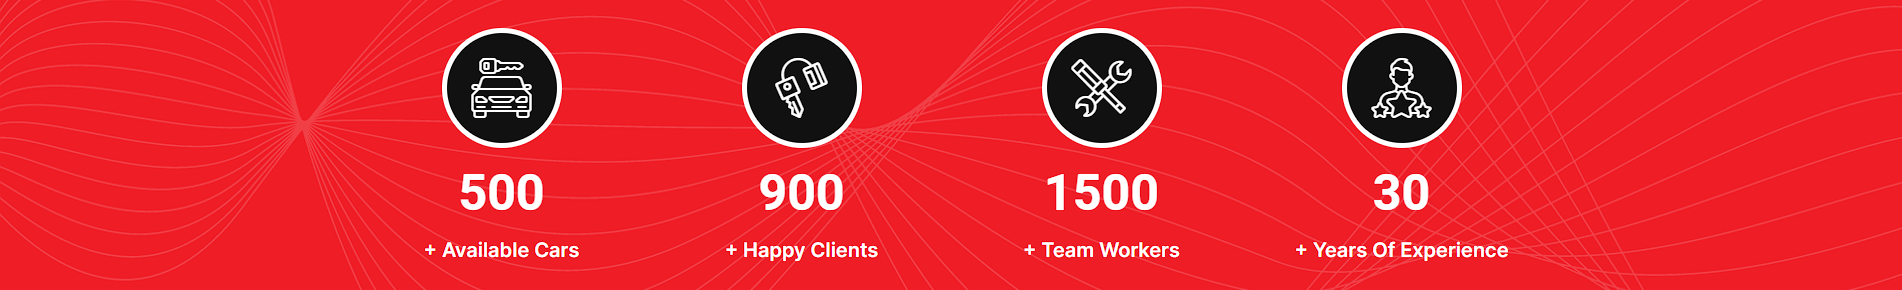 500
+ Available Cars
900
+ Happy Clients
1500
+ Team Workers
30
+ Years Of Experience